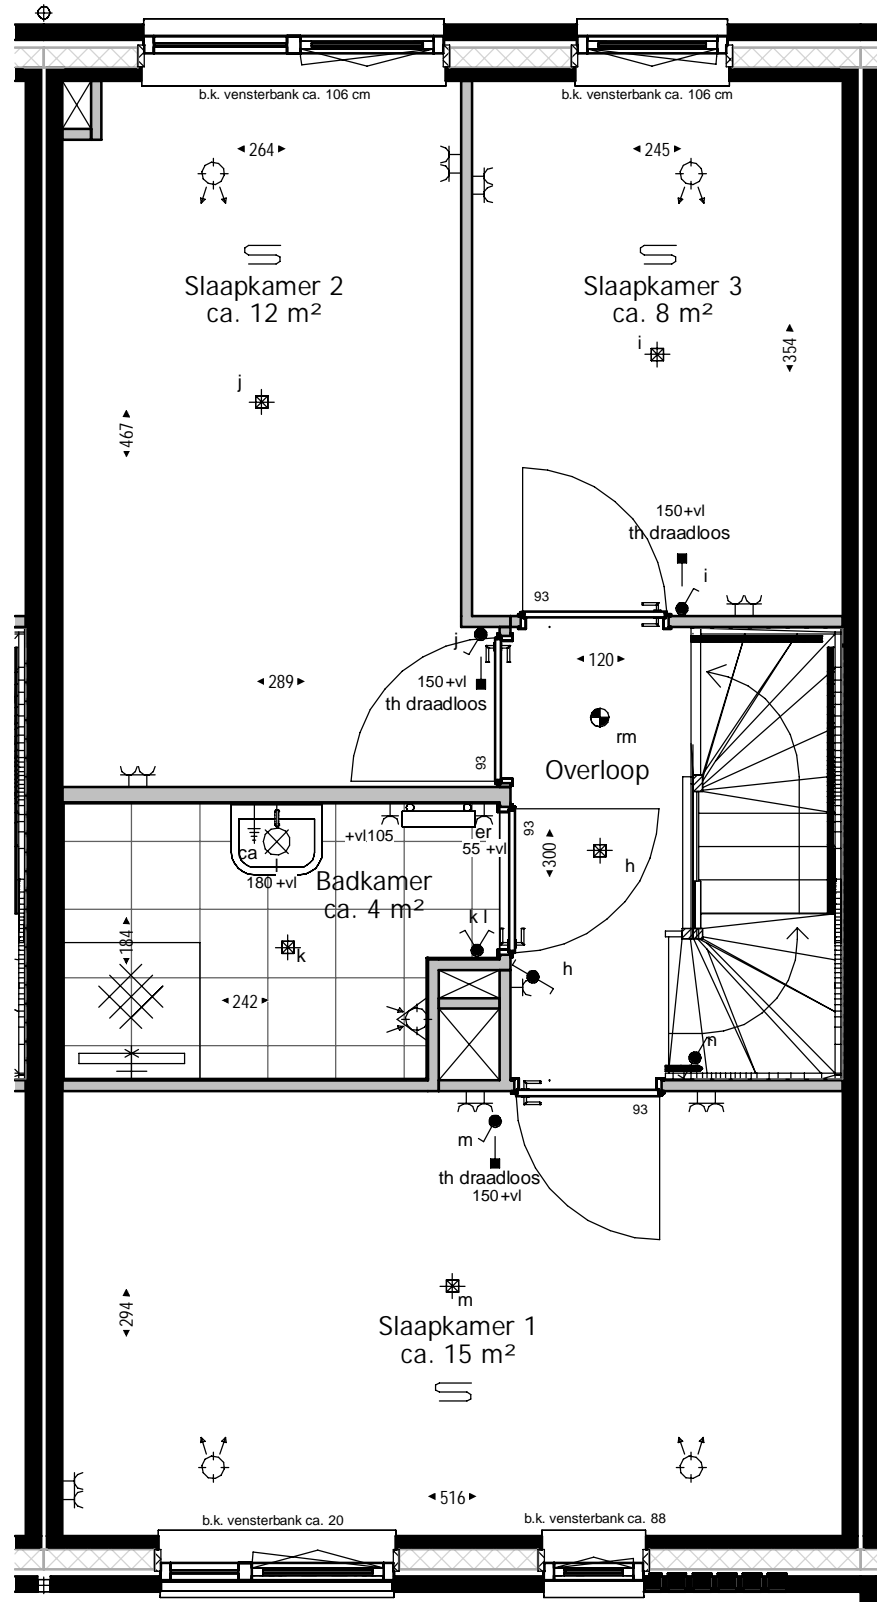 b.k. vensterbank ca. 106 cm
b.k. vensterbank ca. 106 cm
264
245
Slaapkamer 2
ca. 12 m²
Slaapkamer 3
ca. 8 m²
i
354
j
467
150+vl
th draadloos
i
93
j
120
289
150+vl
th draadloos
93
rm
Overloop
+vl105
er
55 +vl
93
ca
180 +vl
Badkamer
ca. 4 m²
300
h
k l
184
k
h
242
n
93
m
th draadloos
150+vl
m
294
Slaapkamer 1
ca. 15 m²
516
b.k. vensterbank ca. 20
b.k. vensterbank ca. 88